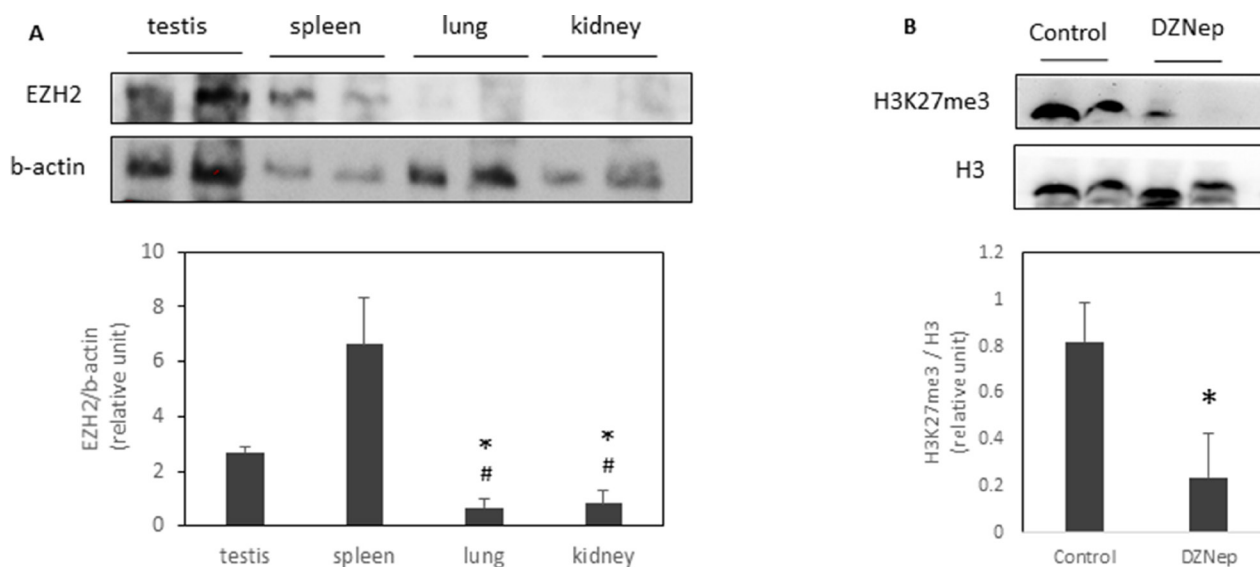 A
testis spleen lung kidney
EZH2
b-actin
EZH2/b-actin
(relative unit)
10
8
6
4
2
0
* *
# #
testis spleen lung kidney
B
Control DZNep
H3K27me3
H3
H3K27me3 / H3
(relative unit)
1.2
1
0.8
0.6
0.4
0.2
0
*
Control DZNep